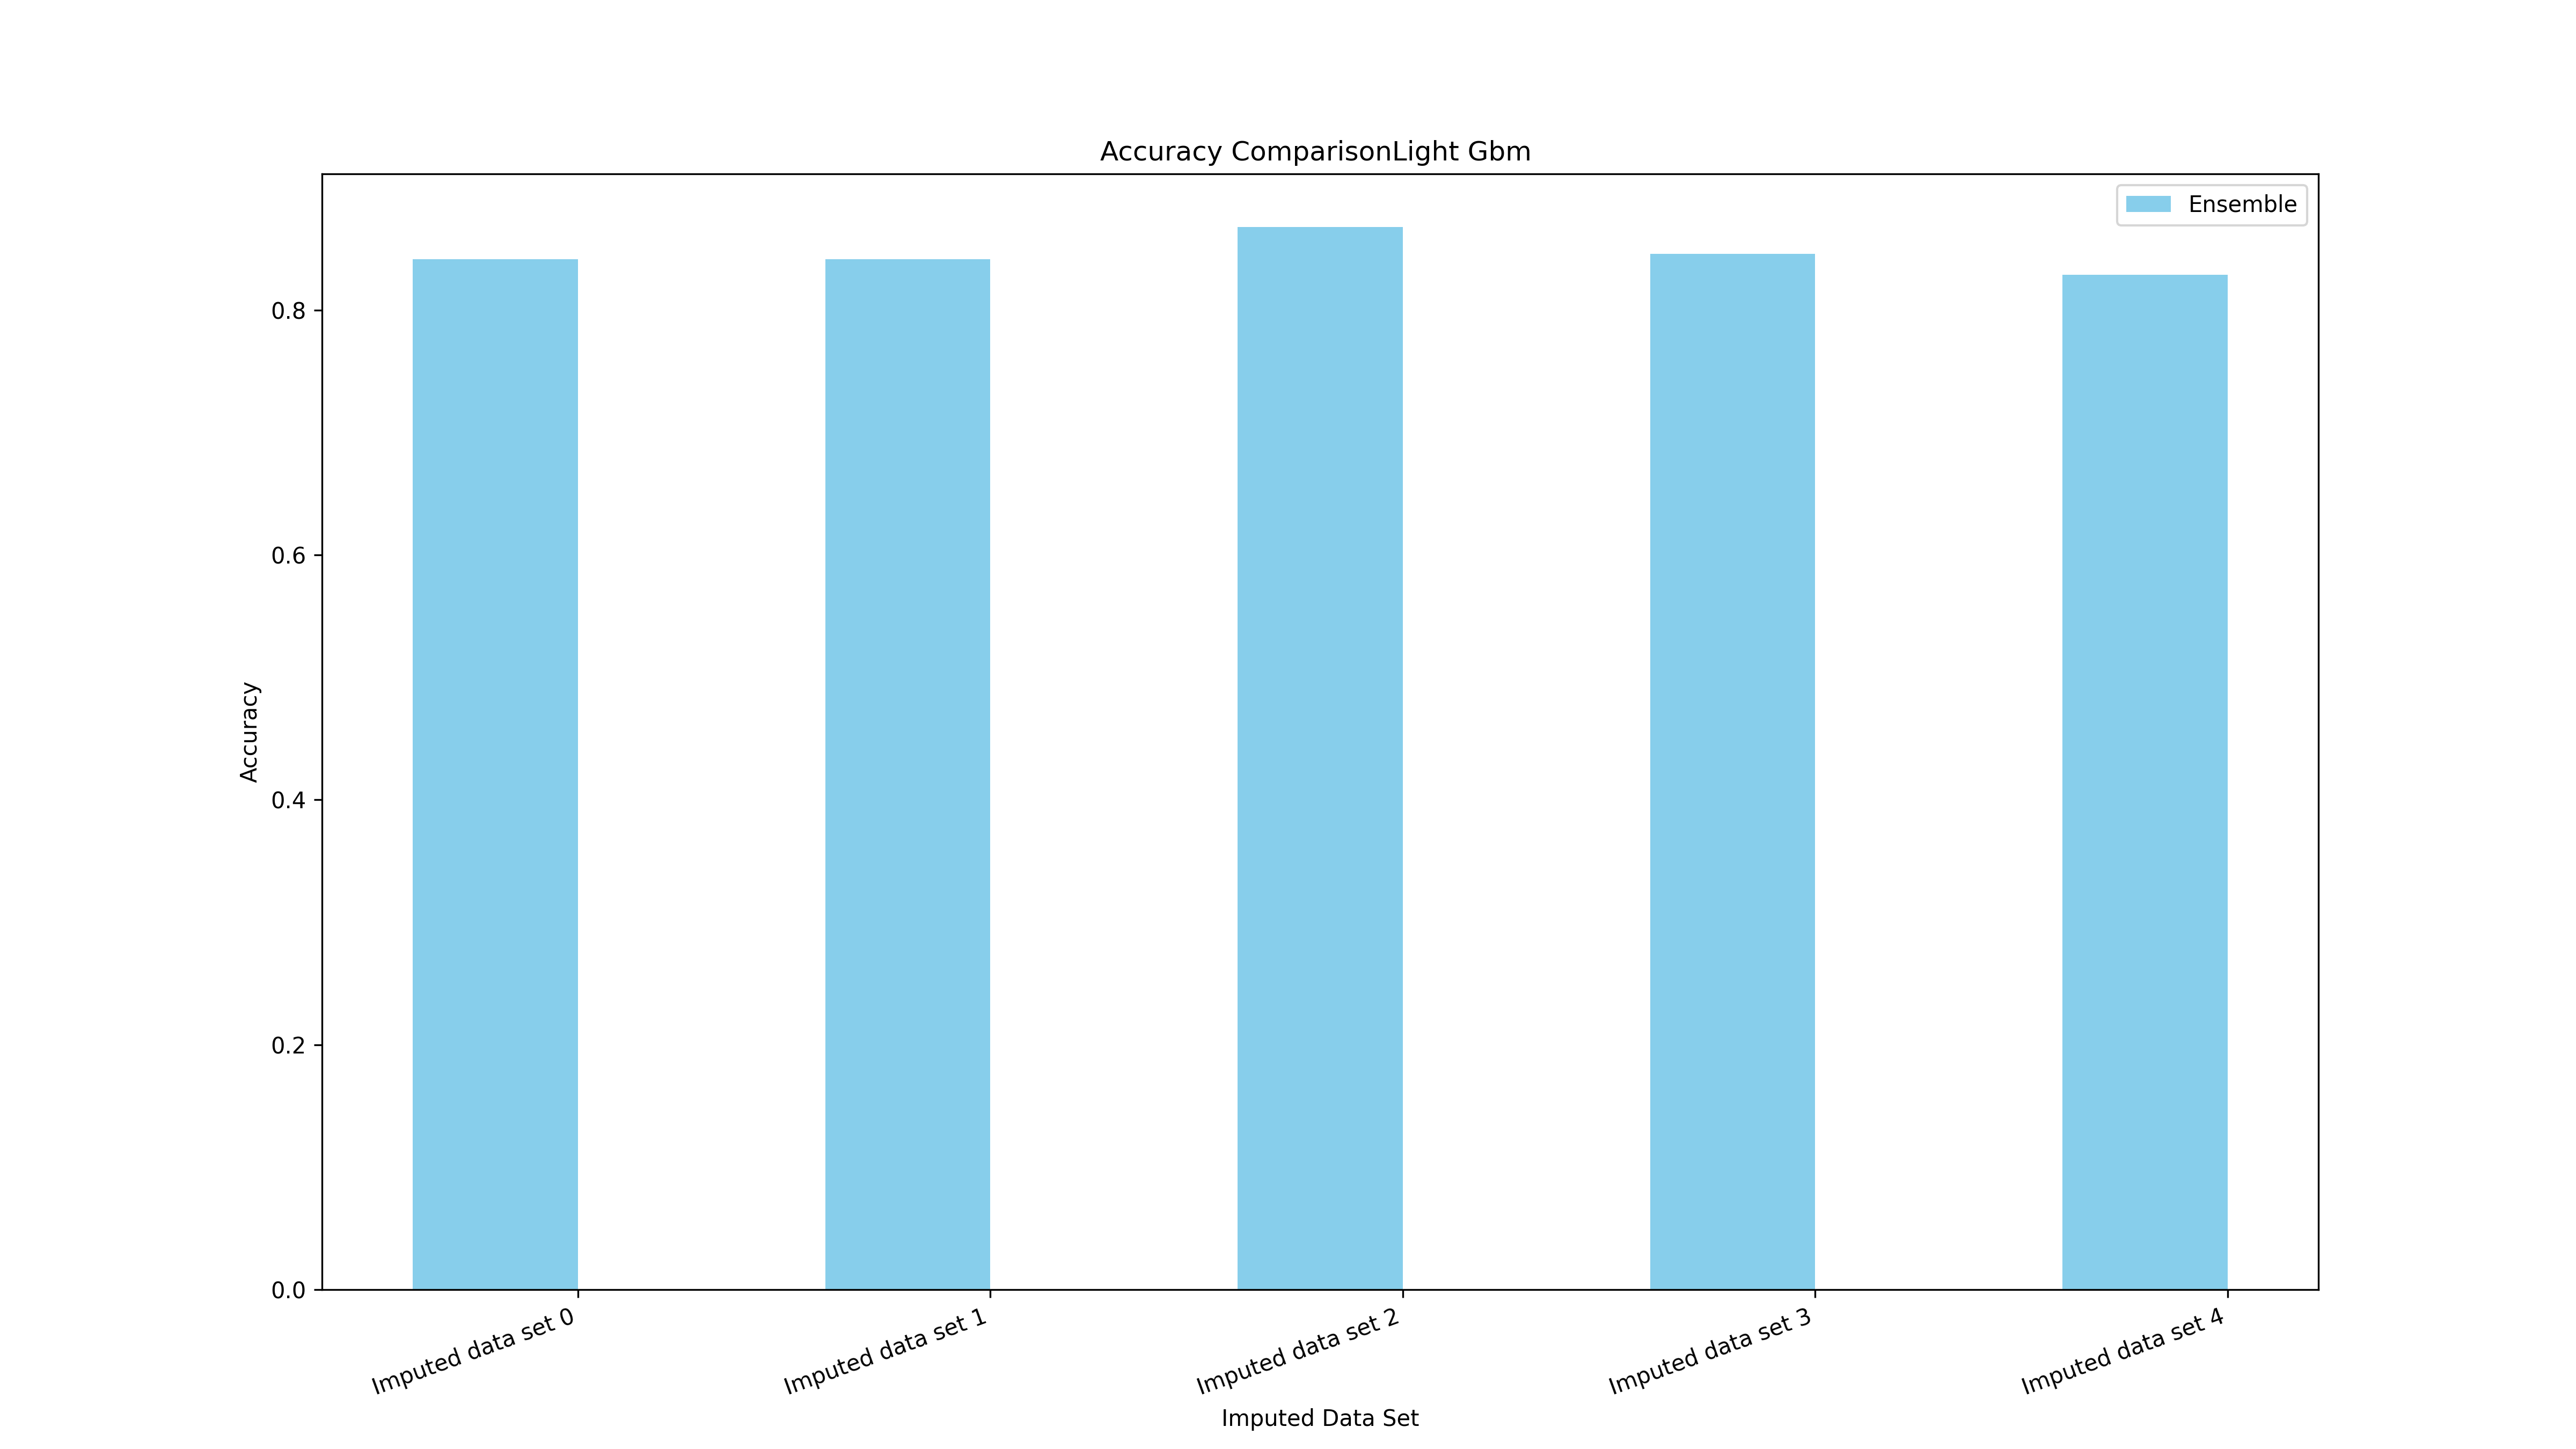 Accuracy ComparisonLight Gbm
Ensemble
0.8
0.6
0.4
0.2
0.0
Accuracy
Imputed data set 0
Imputed data set 1
Imputed data set 2
Imputed data set 3
Imputed data set 4
Imputed Data Set